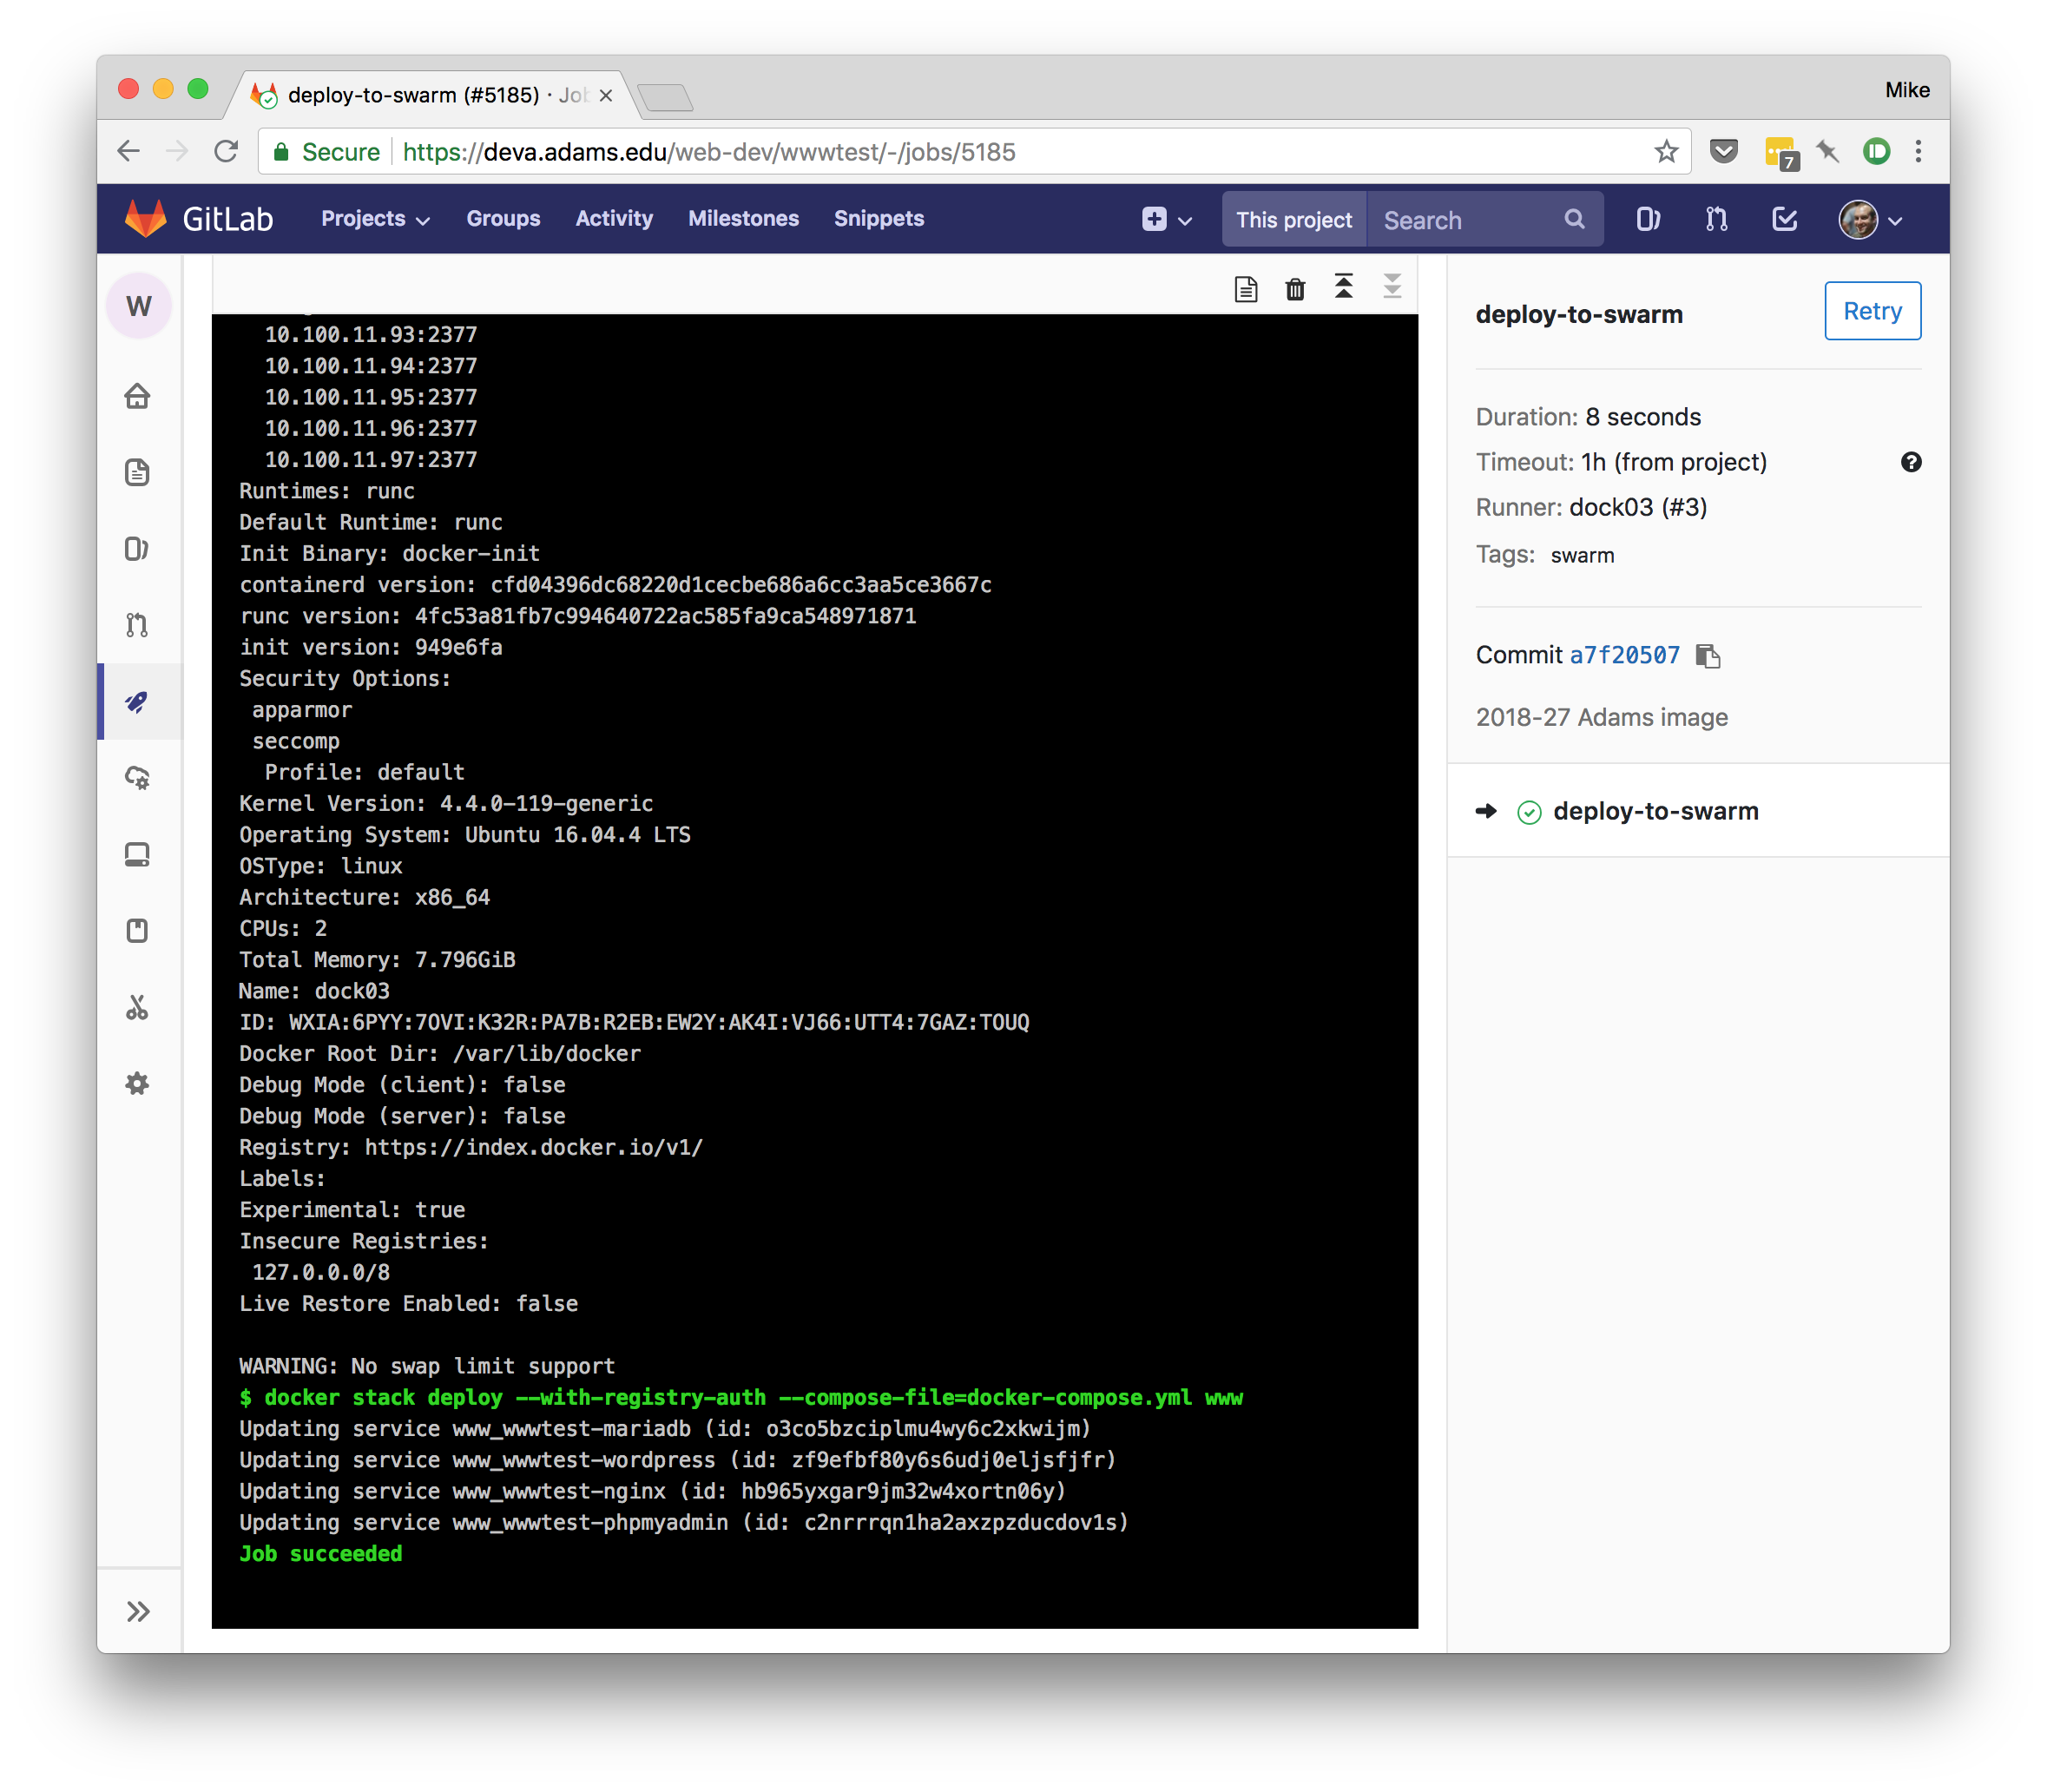 deploy-to-swarm (#5185) · Job
Mike
Secure https://deva.adams.edu/web-dev/wwwtest/-/jobs/5185
7
GitLab Projects Groups Activity Milestones Snippets This project Search
W
10.100.11.93:2377
10.100.11.94:2377
10.100.11.95:2377
10.100.11.96:2377
10.100.11.97:2377
Runtimes: runc
Default Runtime: runc
Init Binary: docker-init
containerd version: cfd04396dc68220d1cecbe686a6cc3aa5ce3667c
runc version: 4fc53a81fb7c994640722ac585fa9ca548971871
init version: 949e6fa
Security Options:
apparmor
seccomp
Profile: default
Kernel Version: 4.4.0-119-generic
Operating System: Ubuntu 16.04.4 LTS
OSType: linux
Architecture: x86_64
CPUs: 2
Total Memory: 7.796GiB
Name: dock03
ID: WXIA:6PYY:7OVI:K32R:PA7B:R2EB:EW2Y:AK4I:VJ66:UTT4:7GAZ:TOUQ
Docker Root Dir: /var/lib/docker
Debug Mode (client): false
Debug Mode (server): false
Registry: https://index.docker.io/v1/
Labels:
Experimental: true
Insecure Registries:
127.0.0.0/8
Live Restore Enabled: false
WARNING: No swap limit support
$ docker stack deploy --with-registry-auth --compose-file=docker-compose.yml www
Updating service www_wwwtest-mariadb (id: o3co5bzciplmu4wy6c2xkwijm)
Updating service www_wwwtest-wordpress (id: zf9efbf80y6s6udj0eljsfjfr)
Updating service www_wwwtest-nginx (id: hb965yxgar9jm32w4xortn06y)
Updating service www_wwwtest-phpmyadmin (id: c2nrrrqn1ha2axzpzducdov1s)
Job succeeded
deploy-to-swarm
Retry
Duration: 8 seconds
Timeout: 1h (from project)
Runner: dock03 (#3)
Tags: swarm
Commit a7f20507
2018-27 Adams image
deploy-to-swarm